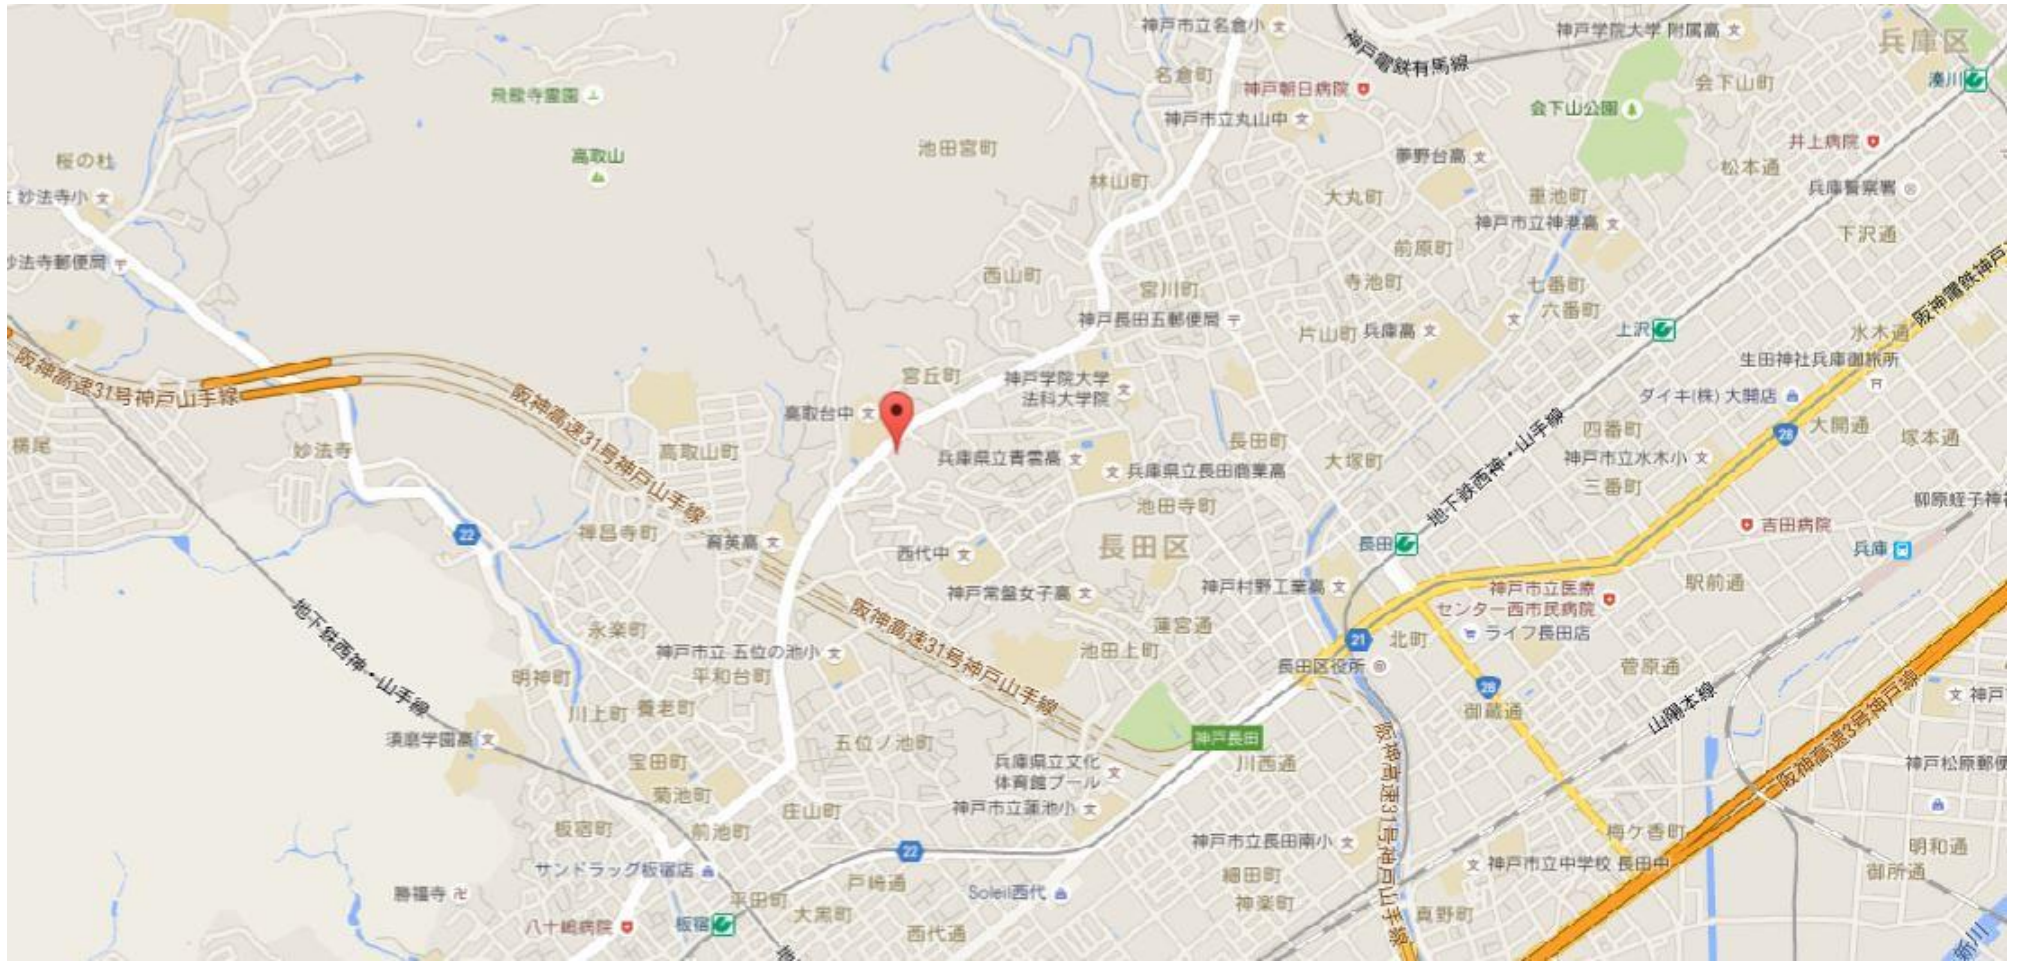 神戸市立名倉小
神戸電鉄有馬線
神戸学院大学 附属高
兵庫区
名倉町
神戸朝日病院
会下山町
湊川
飛龍寺霊園
会下山公園
神戸市立丸山中
井上病院
池田宮町
高取山
桜の杜
夢野台高
松本通
林山町
妙法寺小
大丸町
重池町
兵庫警察署
神戸市立神港高
下沢通
前原町
妙法寺郵便局
西山町
宮川町
寺池町
七番町
六番町
阪神電鉄神戸
神戸長田五郵便局
片山町
兵庫高
上沢
水木通
生田神社兵庫御旅所
阪神高速31号神戸山手線
阪神高速31号神戸山手線
宮丘町
神戸学院大学
法科大学院
ダイキ(株) 大開店
高取台中
28
大開通
四番町
塚本通
横尾
妙法寺
高取山町
長田町
地下鉄西神・山手線
兵庫県立青雲高
兵庫県立長田商業高
大塚町
神戸市立水木小
三番町
池田寺町
柳原蛭子神
22
禅昌寺町
育英高
西代中
長田区
長田
吉田病院
兵庫
神戸常盤女子高
神戸村野工業高
神戸市立医療
センター西市民病院
駅前通
地下鉄西神・山手線
阪神高速31号神戸山手線
永楽町
蓮宮通
21
北町
ライフ長田店
神戸市立 五位の池小
池田上町
長田区役所
菅原通
明神町
平和台町
28
神戸
川上町
養老町
御蔵通
山陽本線
阪神高速3号神戸線
須磨学園高
五位ノ池町
神戸長田
阪神高速31号神戸山手線
宝田町
兵庫県立文化
体育館プール
川西通
神戸松原郵便
菊池町
庄山町
神戸市立蓮池小
板宿町
前池町
梅ケ香町
神戸市立長田南小
22
明和通
サンドラッグ板宿店
神戸市立中学校 長田中
御所通
勝福寺
戸崎通
Soleil西代
細田町
平田町
大黒町
神楽町
真野町
八十嶋病院
板宿
西代通
地
新川